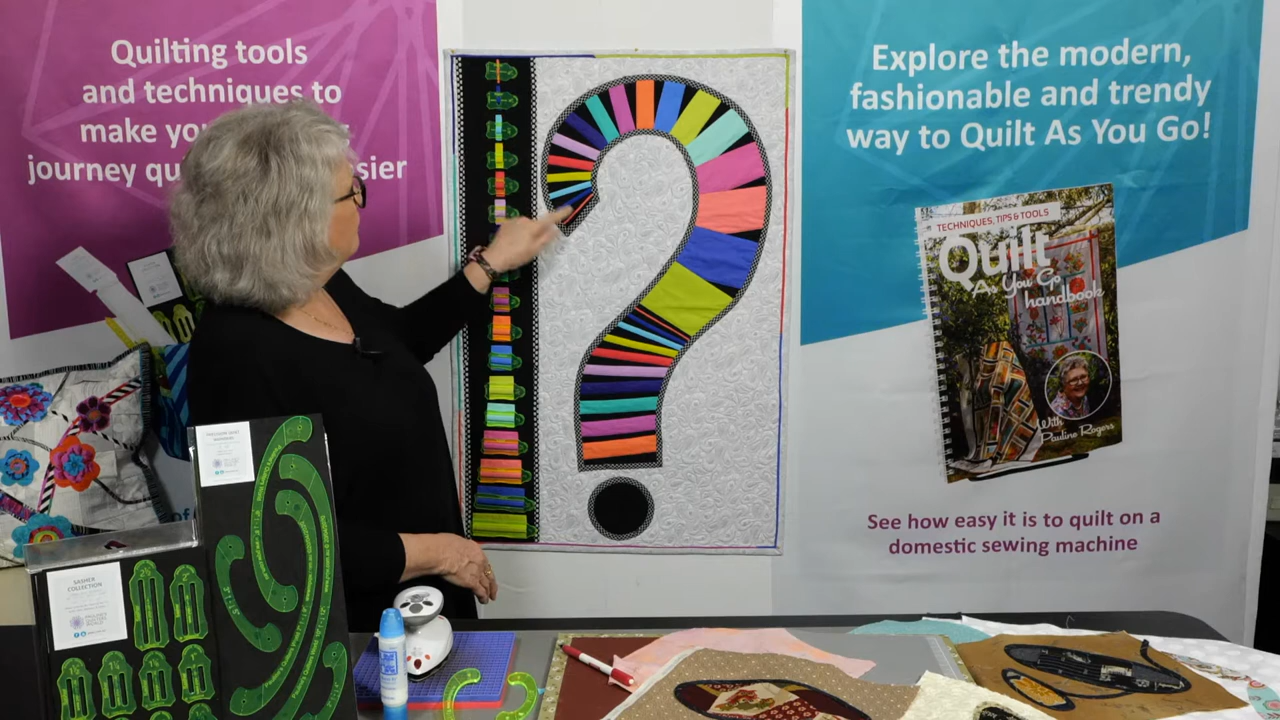 Quilting tools
and techniques to
make you
journey qu sier
Explore the modern,
fashionable and trendy
way to Quilt As You Go!
TECHNIQUES, TIPS & TOOLS
Quilt
As You Go
handbook
With
Pauline Rogers
See how easy it is to quilt on a
domestic sewing machine
SASHER
COLLECTION
of